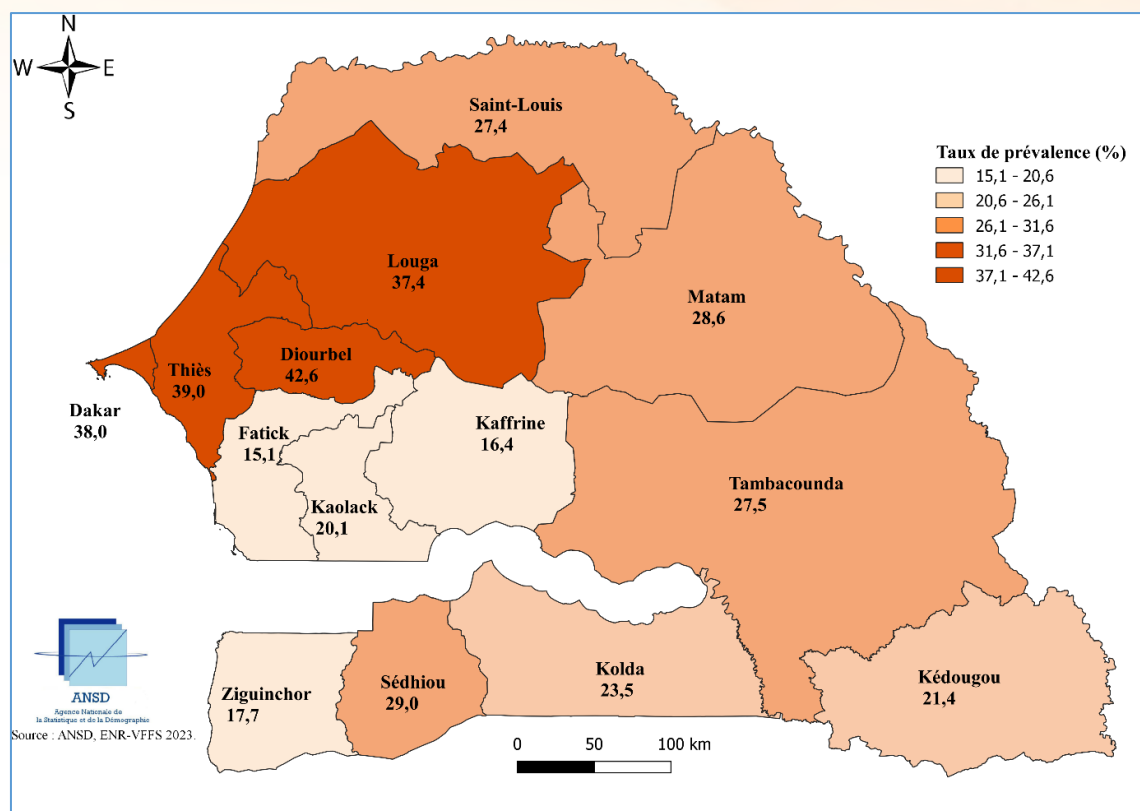 N
W E
S
Saint-Louis
27,4
Taux de prévalence (%)
15,1 - 20,6
20,6 - 26,1
26,1 - 31,6
31,6 - 37,1
37,1 - 42,6
Louga
37,4
Matam
28,6
Diourbel
42,6
Thiès
39,0
Dakar
38,0
Kaffrine
16,4
Fatick
15,1
Kaolack
20,1
Tambacounda
27,5
Kolda
23,5
Kédougou
21,4
Sédhiou
29,0
Ziguinchor
17,7
ANSD
Agence Nationale de
la Statistique et de la Démographie
Source : ANSD, ENR-VFFS 2023.
0 50 100 km